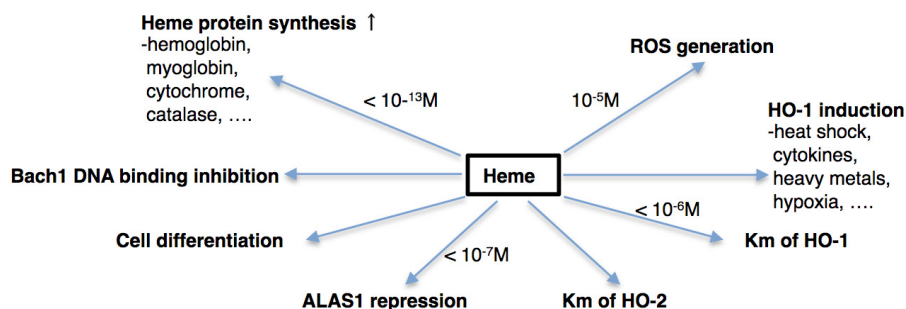 Heme protein synthesis ↑
-hemoglobin,
myoglobin,
cytochrome,
catalase, ….
ROS generation
< 10-¹³M
10⁻⁵M
HO-1 induction
-heat shock,
cytokines,
heavy metals,
hypoxia, ….
Bach1 DNA binding inhibition
Heme
< 10⁻⁶M
Cell differentiation
Km of HO-1
< 10⁻⁷M
ALAS1 repression
Km of HO-2